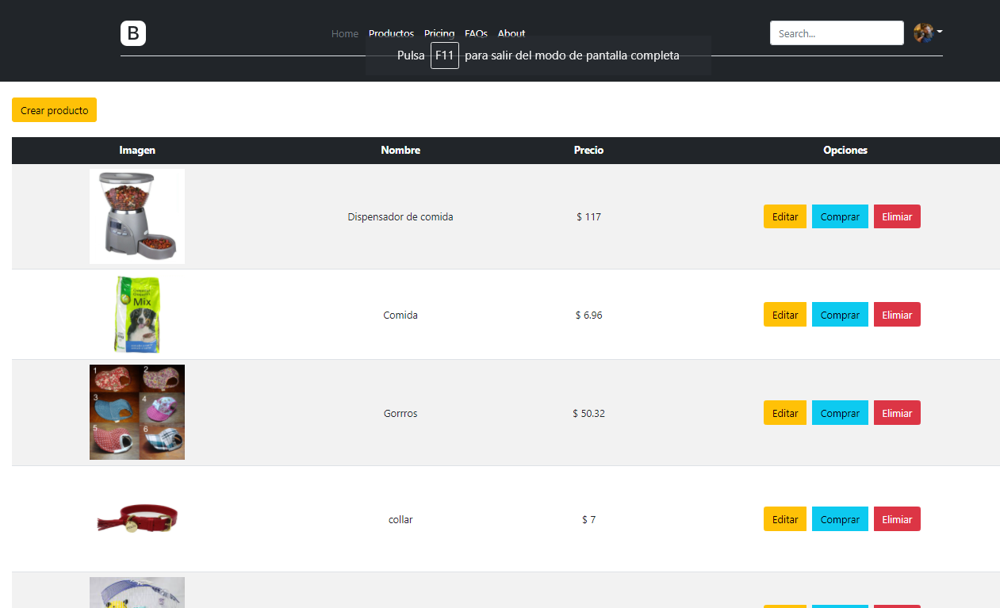 B
Home Productos Pricing FAQs About
Search...
Pulsa F11 para salir del modo de pantalla completa
Crear producto
Imagen Nombre Precio Opciones
Dispensador de comida $ 117 Editar Comprar Elimiar
Mix
Comida $ 6.96 Editar Comprar Elimiar
1 2
3 4
5 6
Gorrros $ 50.32 Editar Comprar Elimiar
collar $ 7 Editar Comprar Elimiar